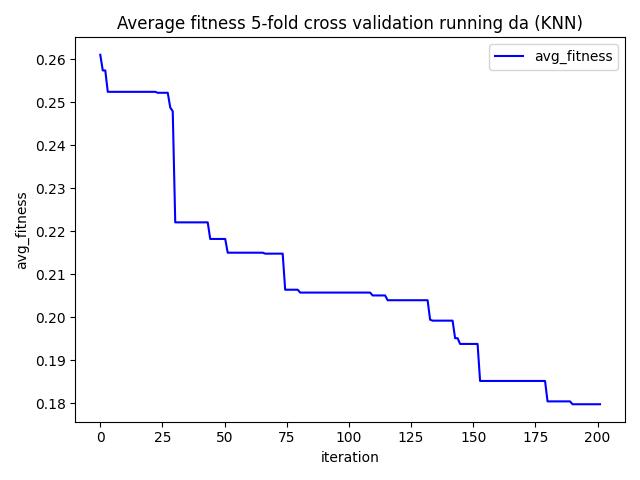 Average fitness 5-fold cross validation running da (KNN)
avg_fitness
0.26
0.25
0.24
0.23
0.22
0.21
0.20
0.19
0.18
avg_fitness
0 25 50 75 100 125 150 175 200
iteration